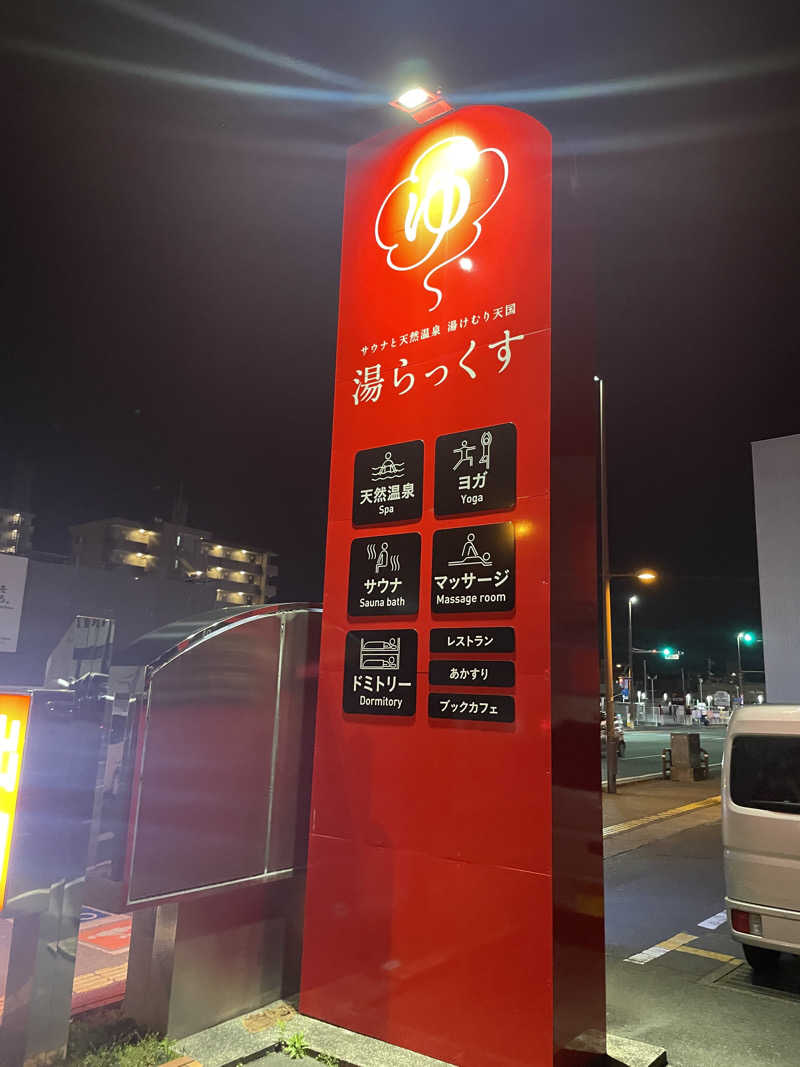 ゆ
サウナと天然温泉 湯けむり天国
湯らっくす
天然温泉
Spa
ヨガ
Yoga
サウナ
Sauna bath
マッサージ
Massage room
ドミトリー
Dormitory
レストラン
あかすり
ブックカフェ
出